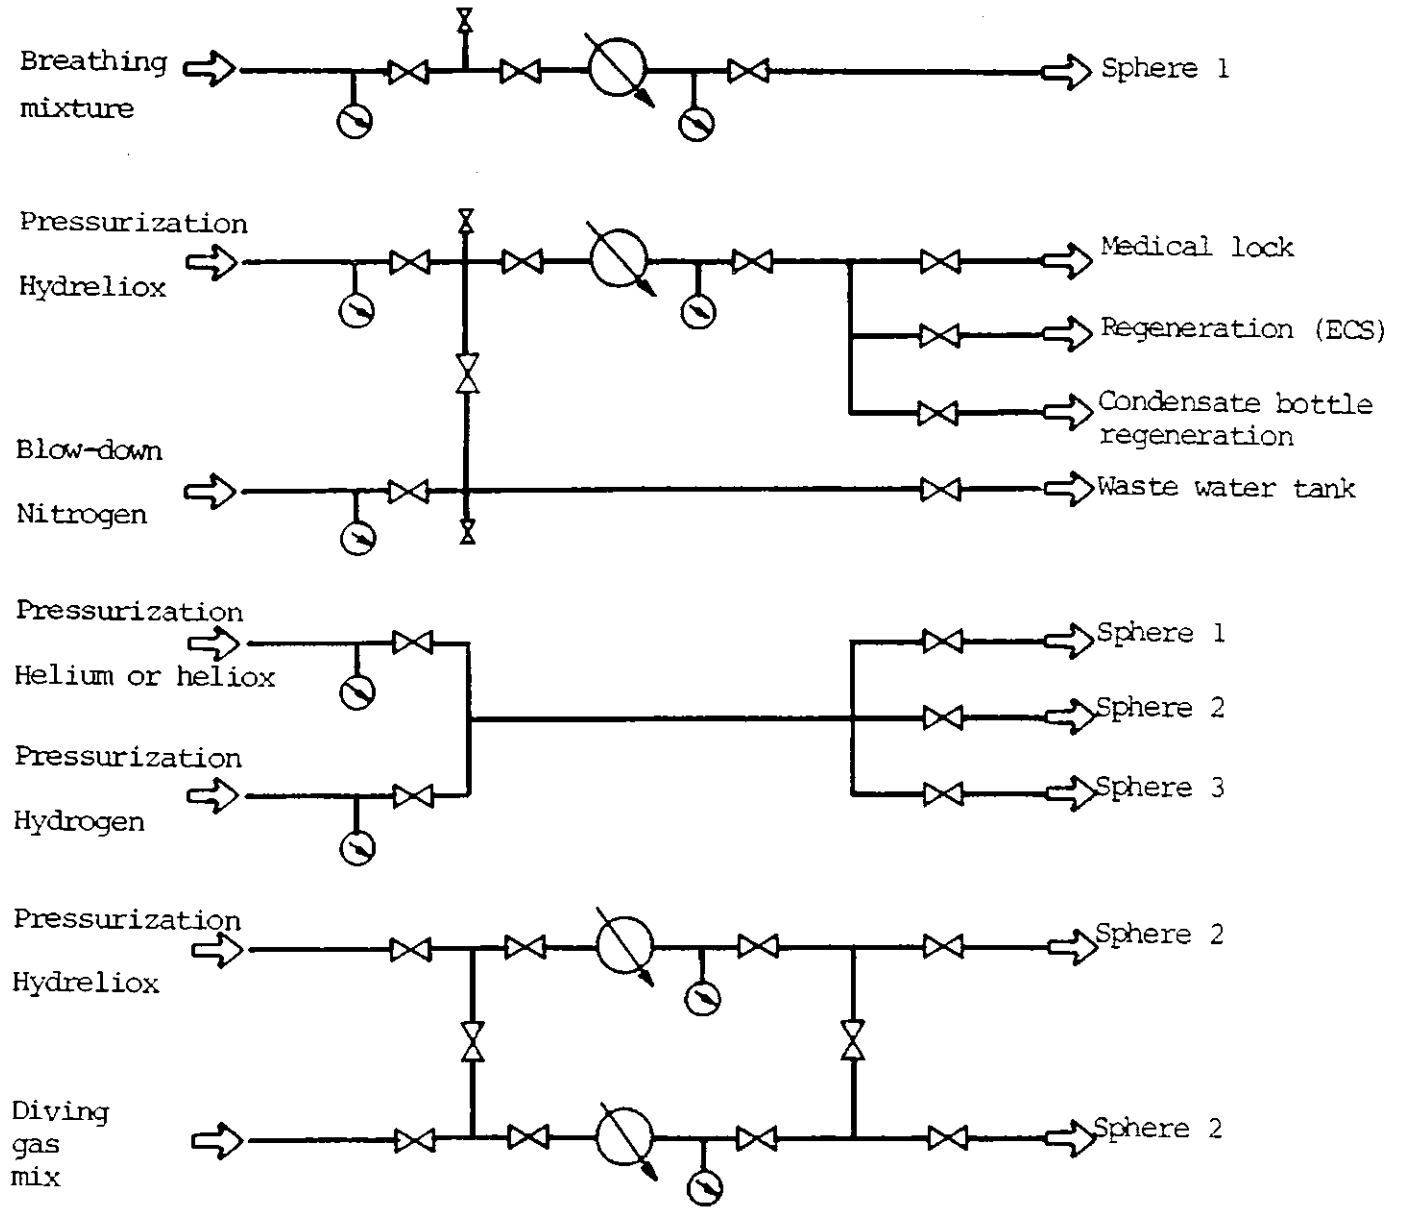 Breathing
mixture
Sphere 1
Pressurization
Hydreliox
Medical lock
Regeneration (ECS)
Condensate bottle
regeneration
Blow-down
Nitrogen
Waste water tank
Pressurization
Helium or heliox
Sphere 1
Sphere 2
Pressurization
Hydrogen
Sphere 3
Pressurization
Hydreliox
Sphere 2
Diving
gas
mix
Sphere 2